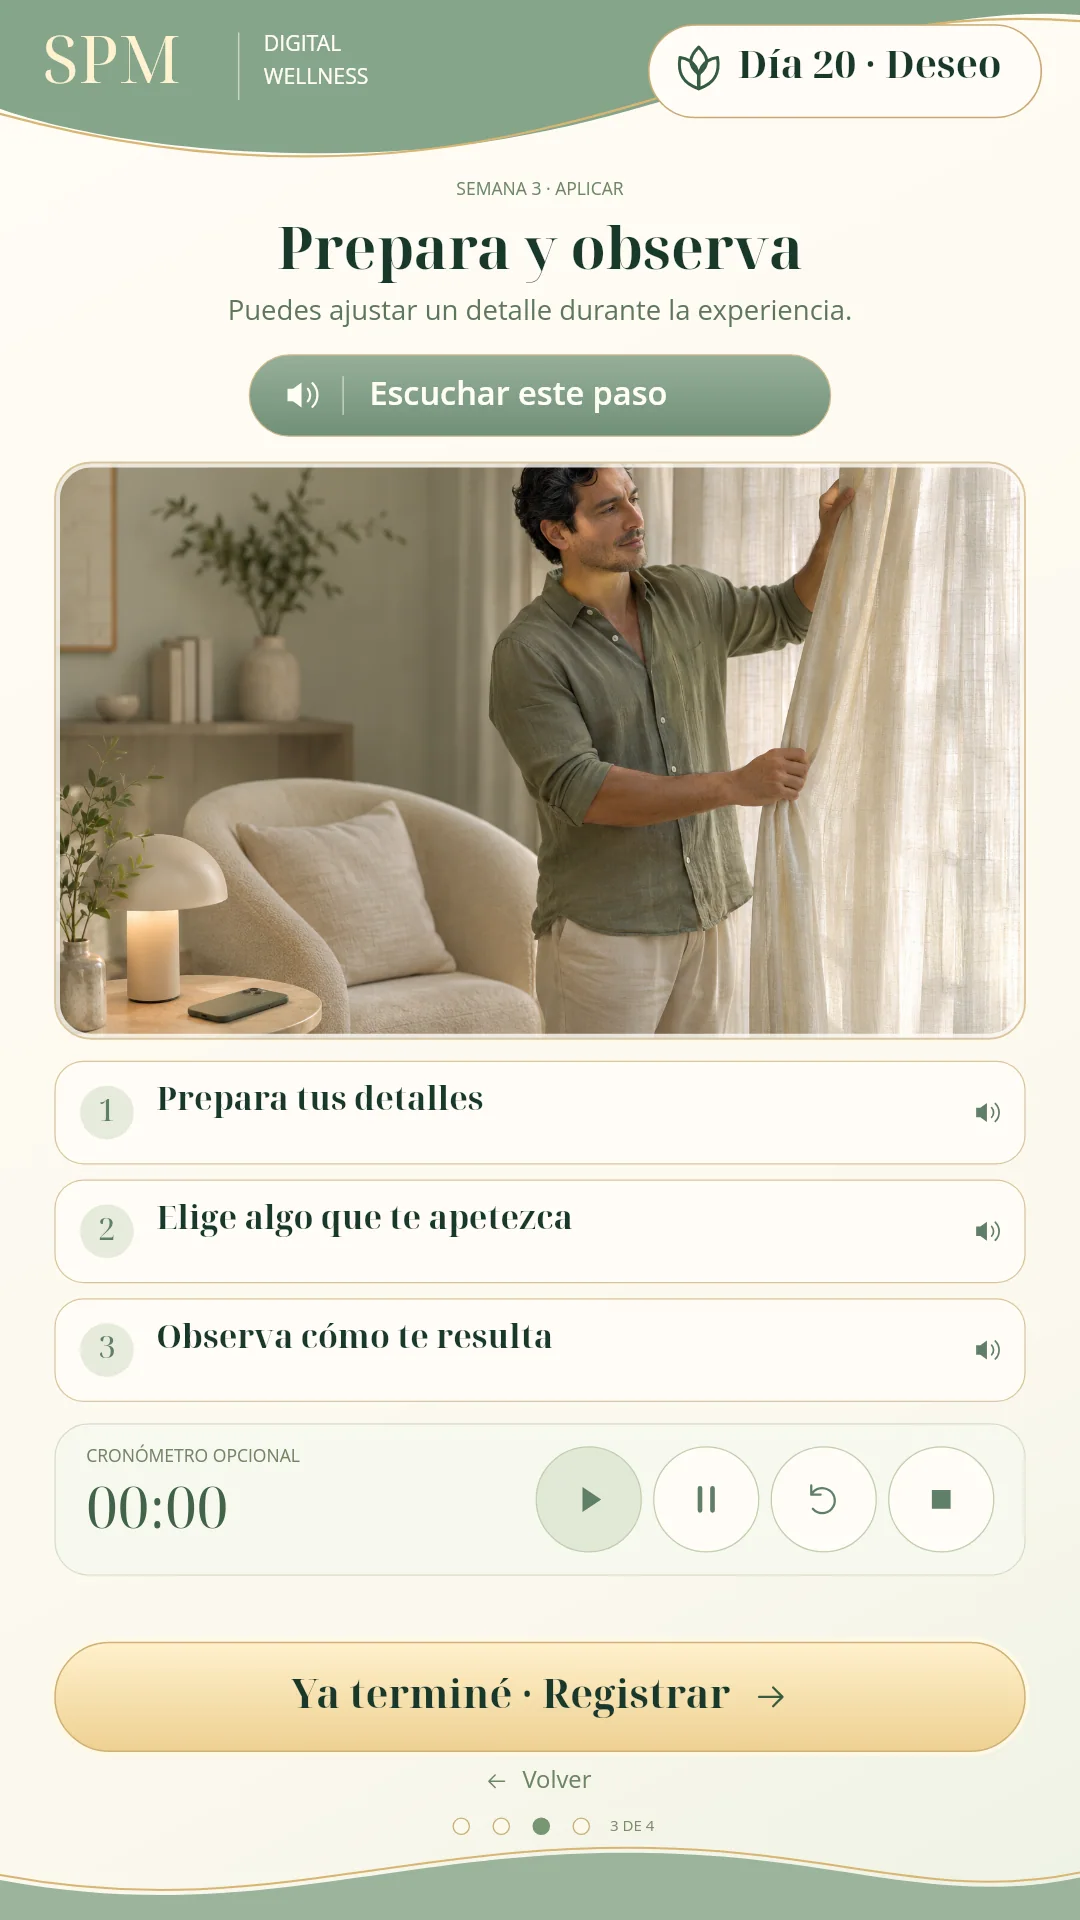 SPM
DIGITAL
WELLNESS
Día 20 · Deseo
SEMANA 3 · APLICAR
Prepara y observa
Puedes ajustar un detalle durante la experiencia.
Escuchar este paso
1 Prepara tus detalles
2 Elige algo que te apetezca
3 Observa cómo te resulta
CRONÓMETRO OPCIONAL
00:00
Ya terminé · Registrar →
← Volver
3 DE 4